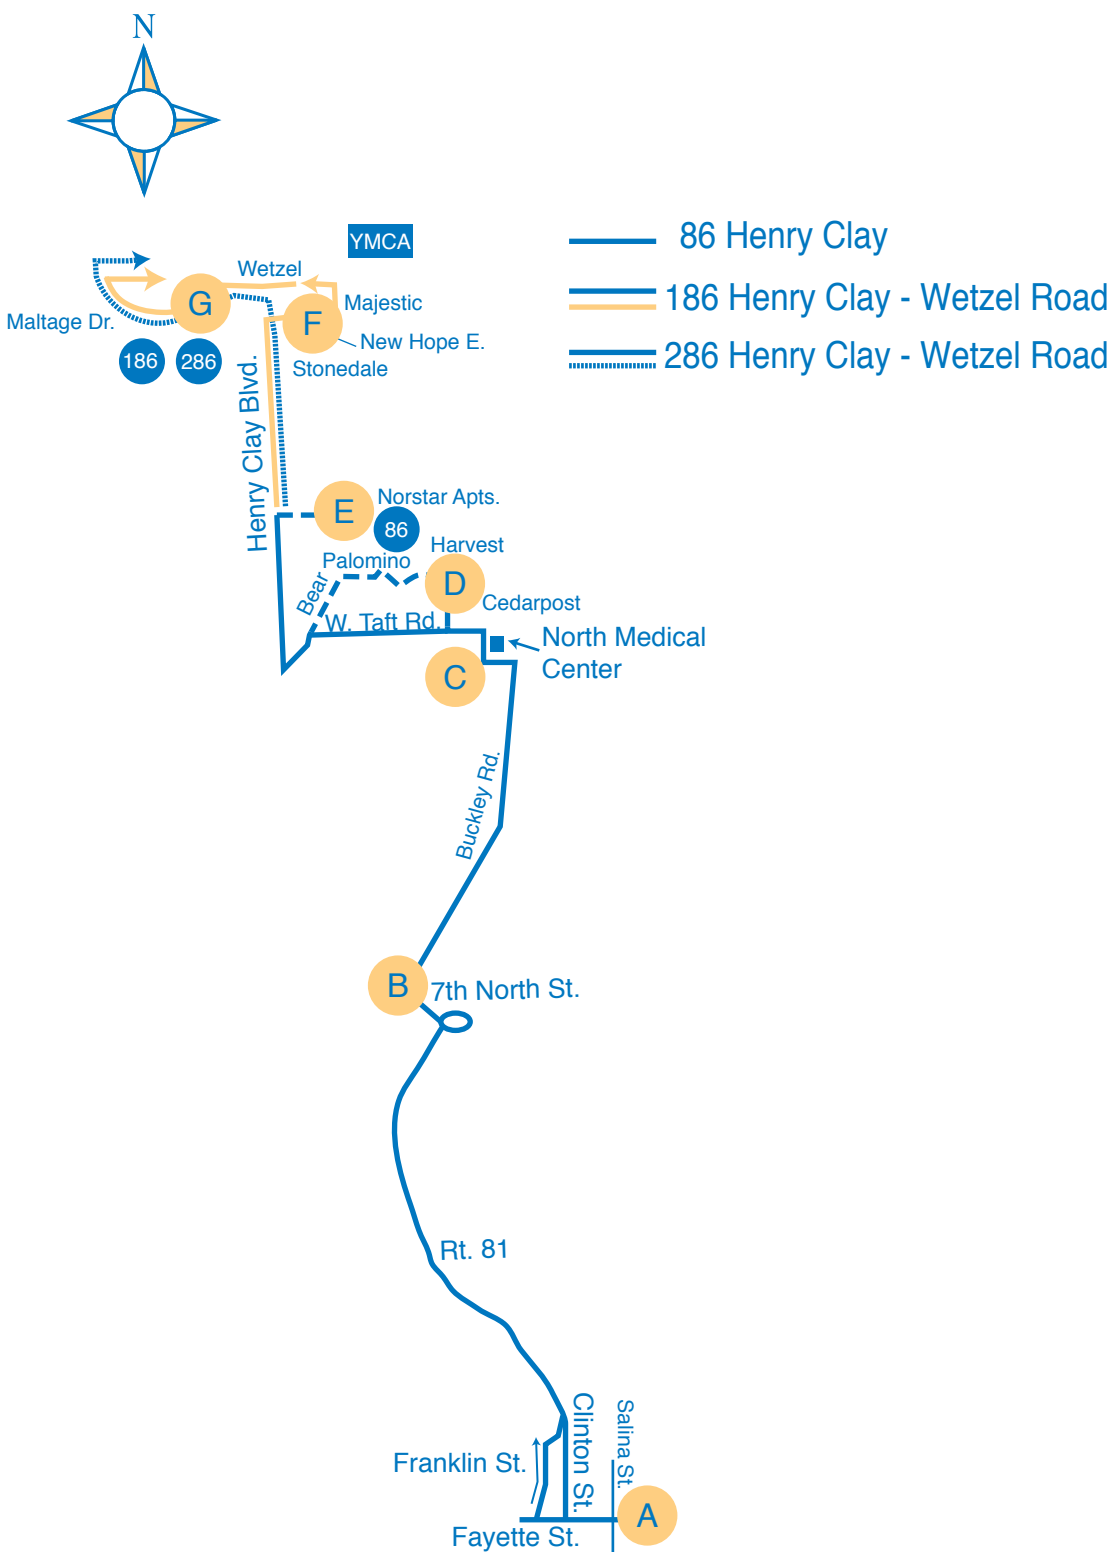 N
YMCA
86 Henry Clay
186 Henry Clay - Wetzel Road
286 Henry Clay - Wetzel Road
Wetzel
G
Majestic
Maltage Dr.
F
New Hope E.
186
286
Stonedale
Henry Clay Blvd.
E
Norstar Apts.
86
Harvest
Palomino
D
Bear
Cedarpost
W. Taft Rd.
North Medical
Center
C
Buckley Rd.
B
7th North St.
Rt. 81
Clinton St.
Salina St.
Franklin St.
A
Fayette St.